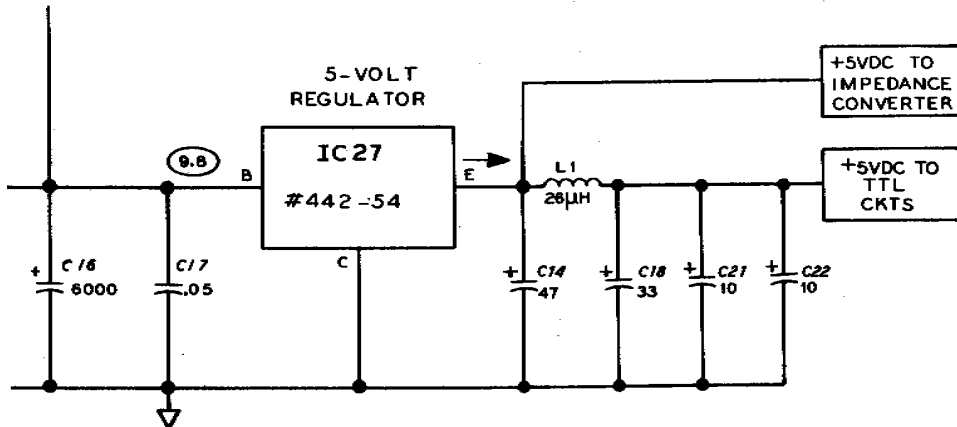 5-VOLT
REGULATOR
+5VDC TO
IMPEDANCE
CONVERTER
9.8
B
IC27
#442-54
E
C
L1
26µH
+5VDC TO
TTL
CKTS
+ C16
6000
C17
.05
+ C14
47
+ C18
33
+ C21
10
+ C22
10